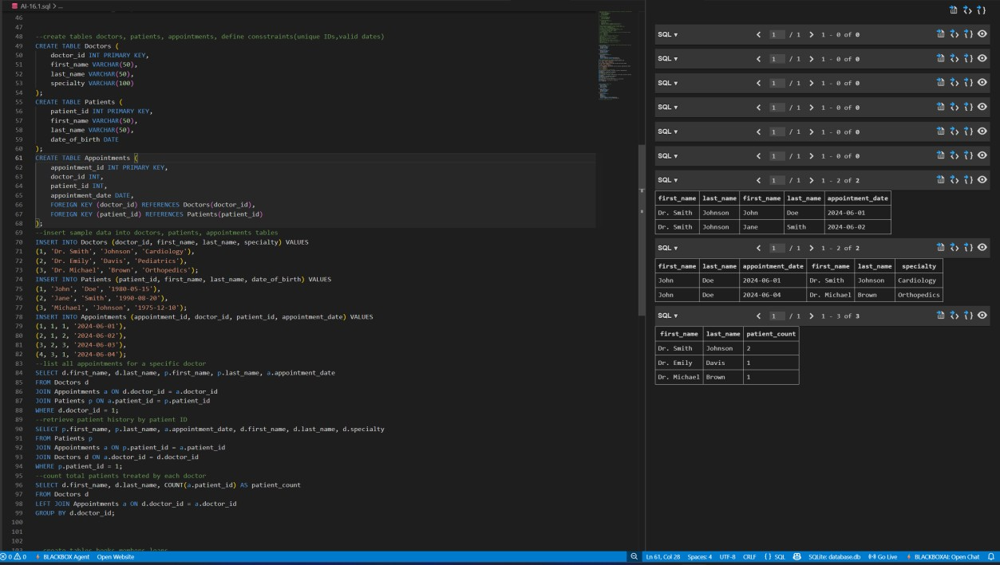 AI-16.1.sql > ...
46
47
48 --create tables doctors, patients, appointments, define consstraints(unique IDs,valid dates)
49 CREATE TABLE Doctors (
50 doctor_id INT PRIMARY KEY,
51 first_name VARCHAR(50),
52 last_name VARCHAR(50),
53 specialty VARCHAR(100)
54 );
55 CREATE TABLE Patients (
56 patient_id INT PRIMARY KEY,
57 first_name VARCHAR(50),
58 last_name VARCHAR(50),
59 date_of_birth DATE
60 );
61 CREATE TABLE Appointments (
62 appointment_id INT PRIMARY KEY,
63 doctor_id INT,
64 patient_id INT,
65 appointment_date DATE,
66 FOREIGN KEY (doctor_id) REFERENCES Doctors(doctor_id),
67 FOREIGN KEY (patient_id) REFERENCES Patients(patient_id)
68 );
69 --insert sample data into doctors, patients, appointments tables
70 INSERT INTO Doctors (doctor_id, first_name, last_name, specialty) VALUES
71 (1, 'Dr. Smith', 'Johnson', 'Cardiology'),
72 (2, 'Dr. Emily', 'Davis', 'Pediatrics'),
73 (3, 'Dr. Michael', 'Brown', 'Orthopedics');
74 INSERT INTO Patients (patient_id, first_name, last_name, date_of_birth) VALUES
75 (1, 'John', 'Doe', '1980-05-15'),
76 (2, 'Jane', 'Smith', '1990-08-20'),
77 (3, 'Michael', 'Johnson', '1975-12-10');
78 INSERT INTO Appointments (appointment_id, doctor_id, patient_id, appointment_date) VALUES
79 (1, 1, 1, '2024-06-01'),
80 (2, 1, 2, '2024-06-02'),
81 (3, 2, 3, '2024-06-03'),
82 (4, 3, 1, '2024-06-04');
83 --list all appointments for a specific doctor
84 SELECT d.first_name, d.last_name, p.first_name, p.last_name, a.appointment_date
85 FROM Doctors d
86 JOIN Appointments a ON d.doctor_id = a.doctor_id
87 JOIN Patients p ON a.patient_id = p.patient_id
88 WHERE d.doctor_id = 1;
89 --retrieve patient history by patient ID
90 SELECT p.first_name, p.last_name, a.appointment_date, d.first_name, d.last_name, d.specialty
91 FROM Patients p
92 JOIN Appointments a ON p.patient_id = a.patient_id
93 JOIN Doctors d ON a.doctor_id = d.doctor_id
94 WHERE p.patient_id = 1;
95 --count total patients treated by each doctor
96 SELECT d.first_name, d.last_name, COUNT(a.patient_id) AS patient_count
97 FROM Doctors d
98 LEFT JOIN Appointments a ON d.doctor_id = a.doctor_id
99 GROUP BY d.doctor_id;
100
101
102
103 --create tables books,members,loans
SQL ▾ < 1 / 1 > 1 - 0 of 0
SQL ▾ < 1 / 1 > 1 - 0 of 0
SQL ▾ < 1 / 1 > 1 - 0 of 0
SQL ▾ < 1 / 1 > 1 - 0 of 0
SQL ▾ < 1 / 1 > 1 - 0 of 0
SQL ▾ < 1 / 1 > 1 - 0 of 0
SQL ▾ < 1 / 1 > 1 - 2 of 2
first_name last_name first_name last_name appointment_date
Dr. Smith Johnson John Doe 2024-06-01
Dr. Smith Johnson Jane Smith 2024-06-02
SQL ▾ < 1 / 1 > 1 - 2 of 2
first_name last_name appointment_date first_name last_name specialty
John Doe 2024-06-01 Dr. Smith Johnson Cardiology
John Doe 2024-06-04 Dr. Michael Brown Orthopedics
SQL ▾ < 1 / 1 > 1 - 3 of 3
first_name last_name patient_count
Dr. Smith Johnson 2
Dr. Emily Davis 1
Dr. Michael Brown 1
0 0 BLACKBOX Agent Open Website Ln 61, Col 28 Spaces: 4 UTF-8 CRLF {} SQL SQLite: database.db Go Live BLACKBOXAI: Open Chat